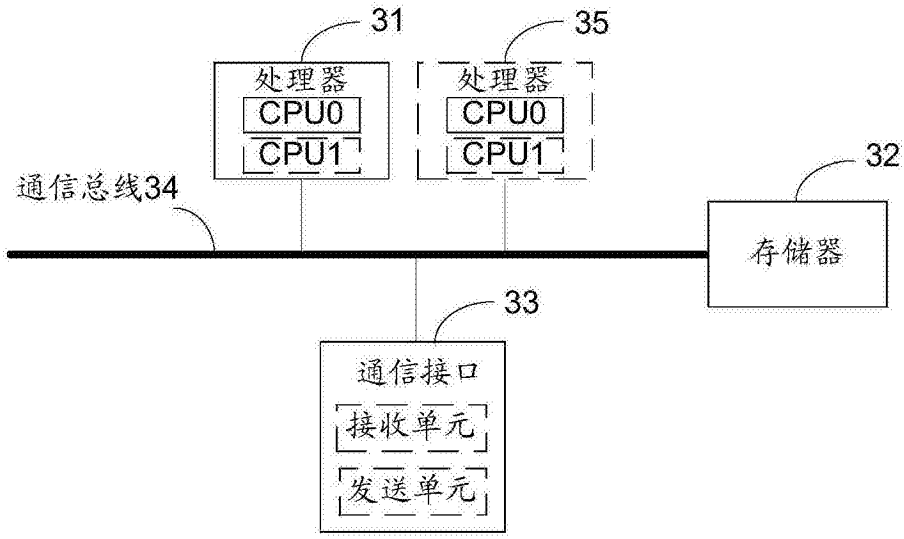 31
35
处理器
CPU0
CPU1
处理器
CPU0
CPU1
通信总线34
32
存储器
33
通信接口
接收单元
发送单元